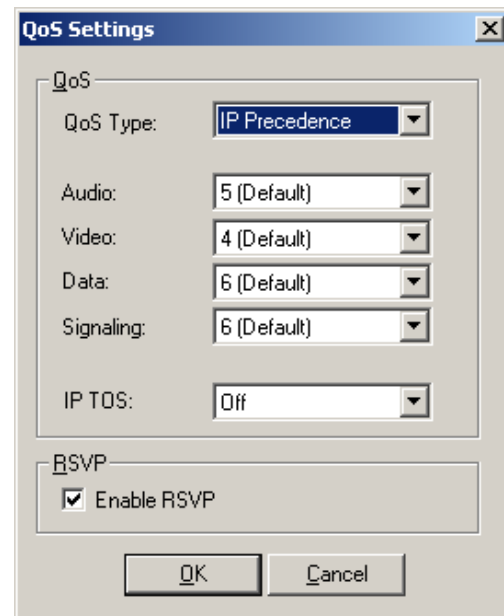 QoS Settings
QoS
QoS Type: IP Precedence
Audio: 5 (Default)
Video: 4 (Default)
Data: 6 (Default)
Signaling: 6 (Default)
IP TOS: Off
RSVP
Enable RSVP
OK Cancel